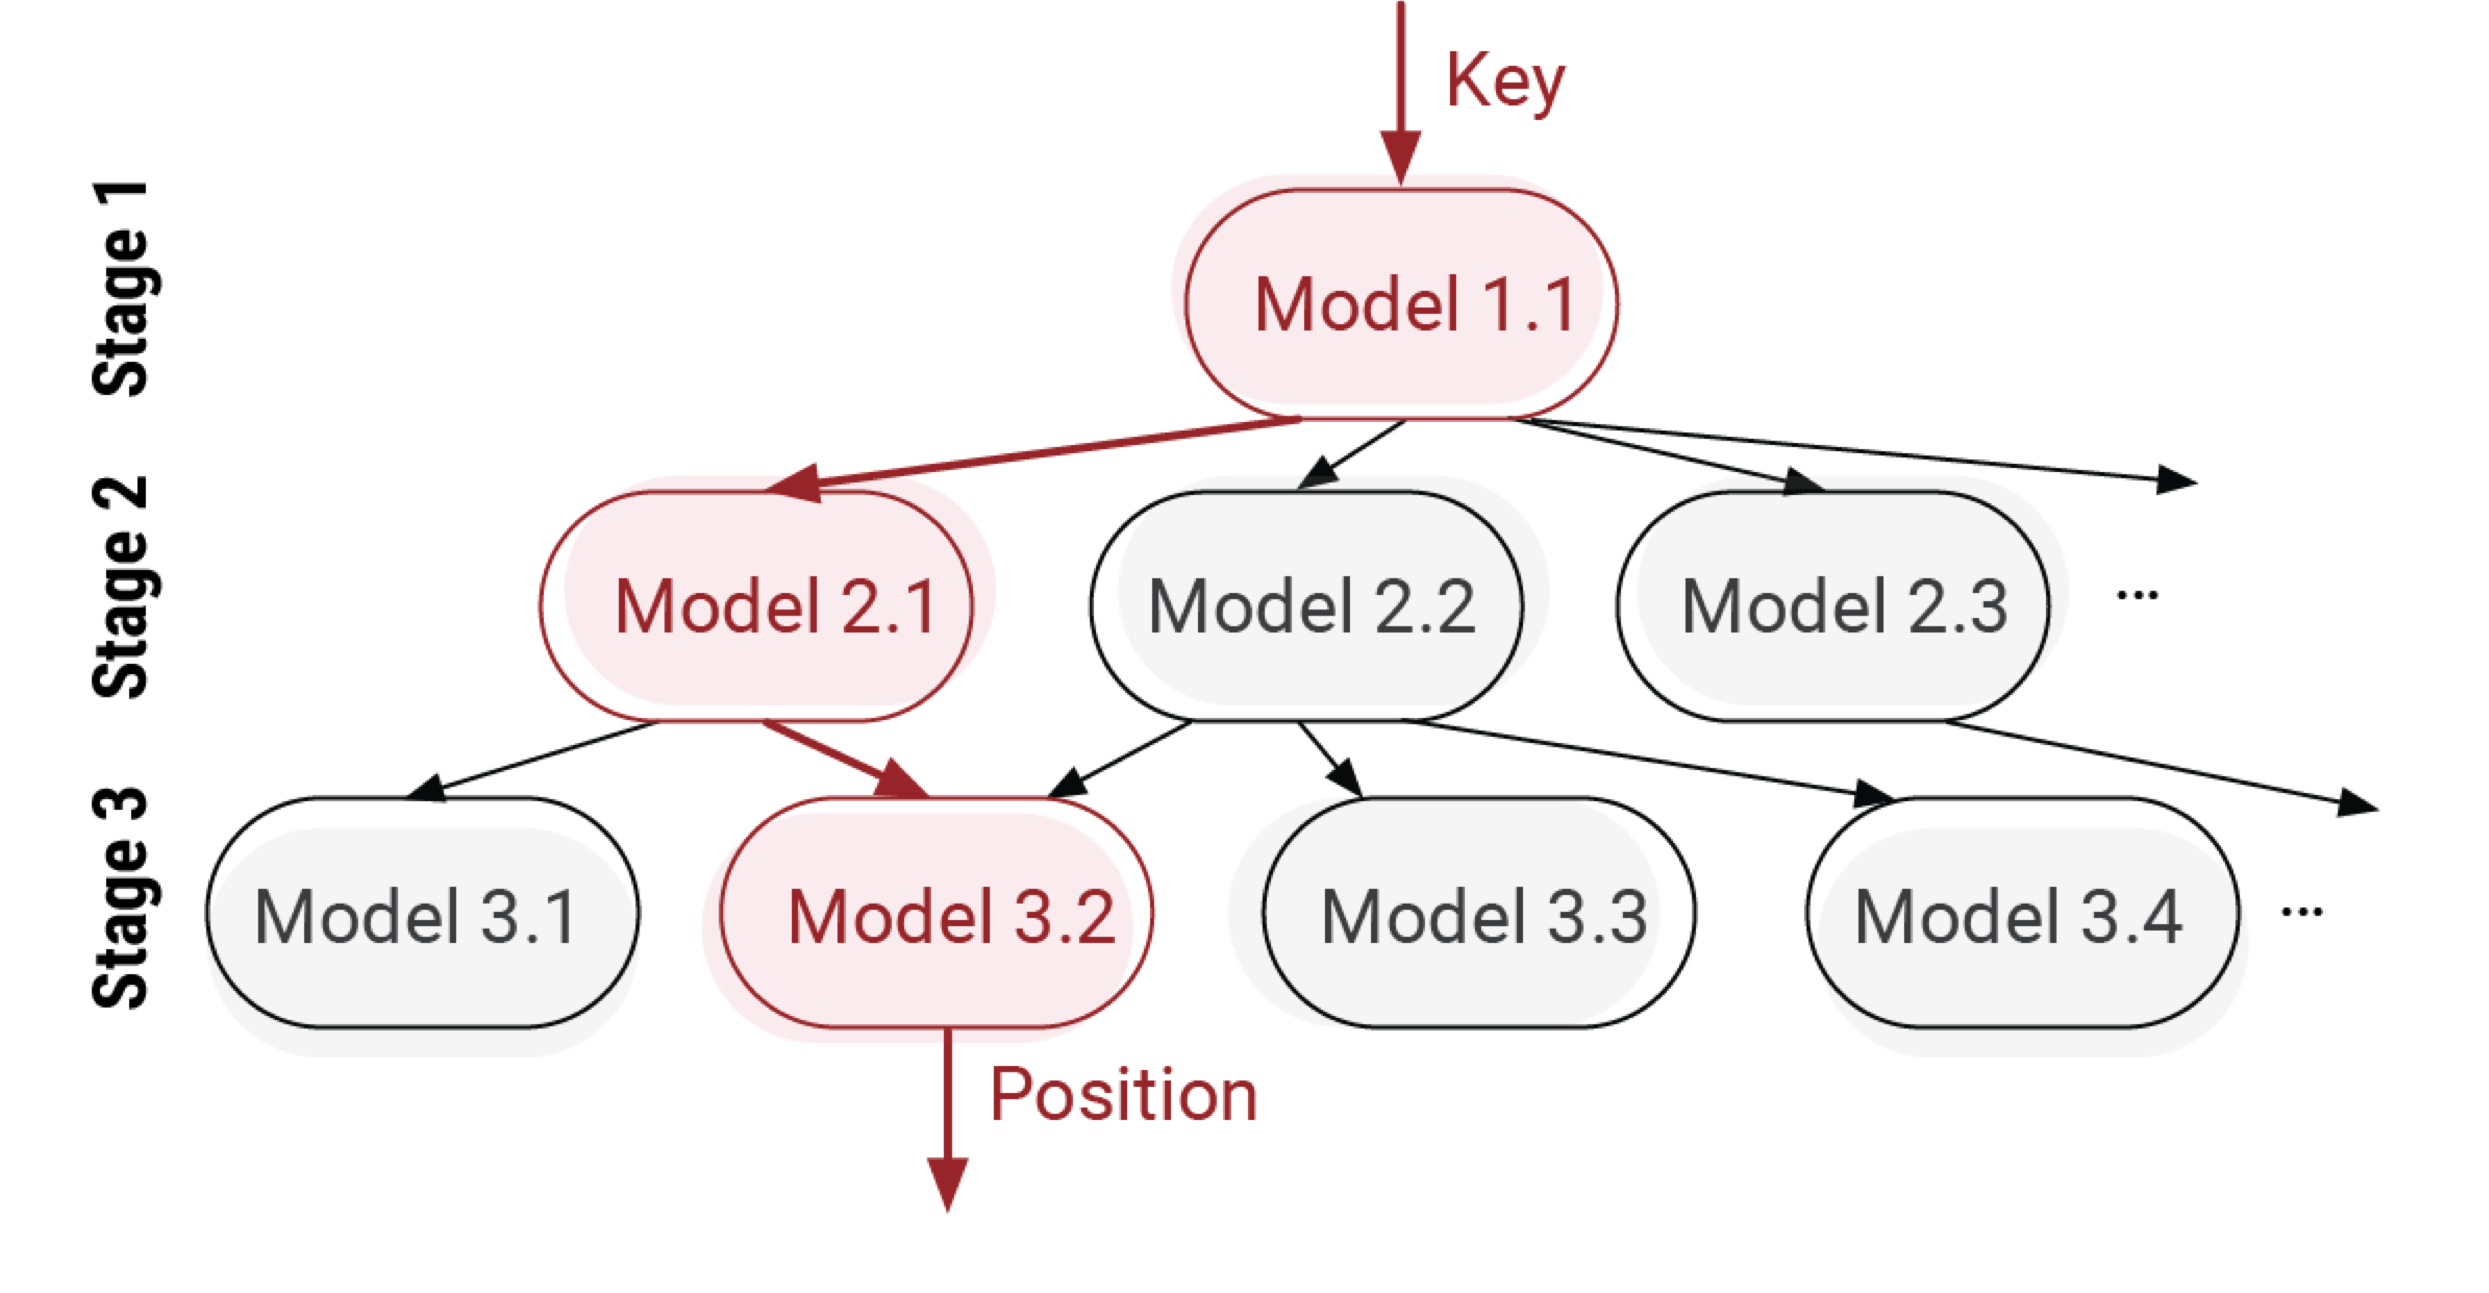 Key
Stage 1
Model 1.1
Stage 2
Model 2.1
Model 2.2
Model 2.3
...
Stage 3
Model 3.1
Model 3.2
Model 3.3
Model 3.4
...
Position